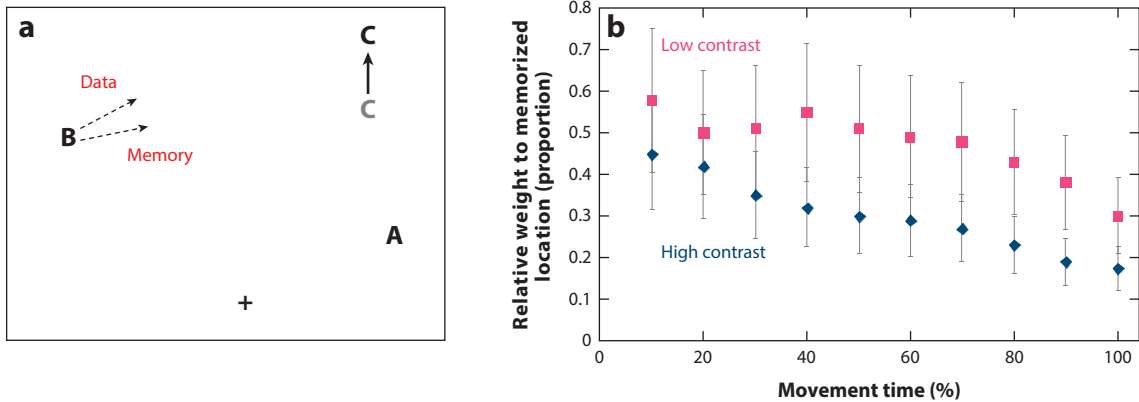 a
C
Data
C
B
Memory
A
+
b
Low contrast
High contrast
Relative weight to memorized
location (proportion)
0.8
0.7
0.6
0.5
0.4
0.3
0.2
0.1
0
0
20
40
60
80
100
Movement time (%)